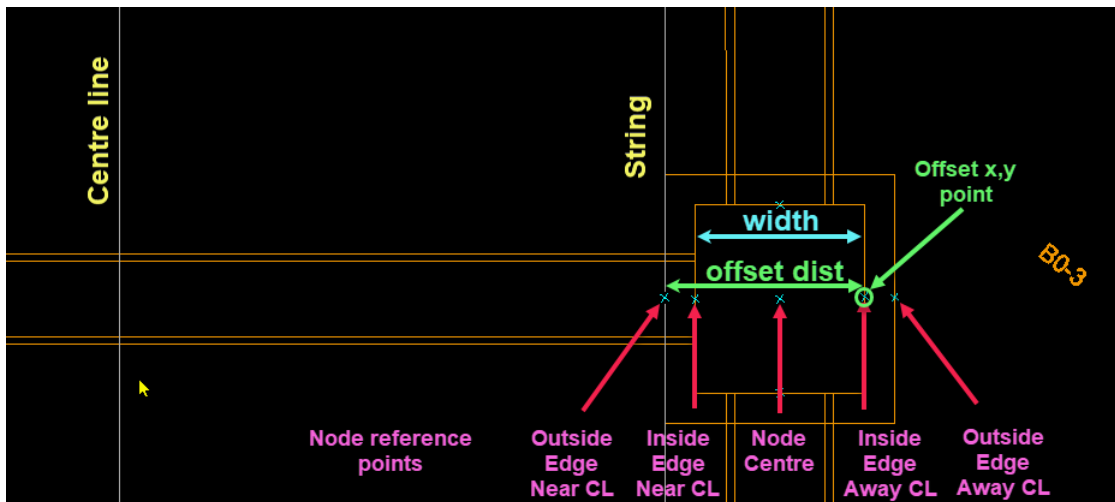 Centre line
String
Offset x,y
point
width
offset dist
B0-3
Node reference
points
Outside
Edge
Near CL
Inside
Edge
Near CL
Node
Centre
Inside
Edge
Away CL
Outside
Edge
Away CL